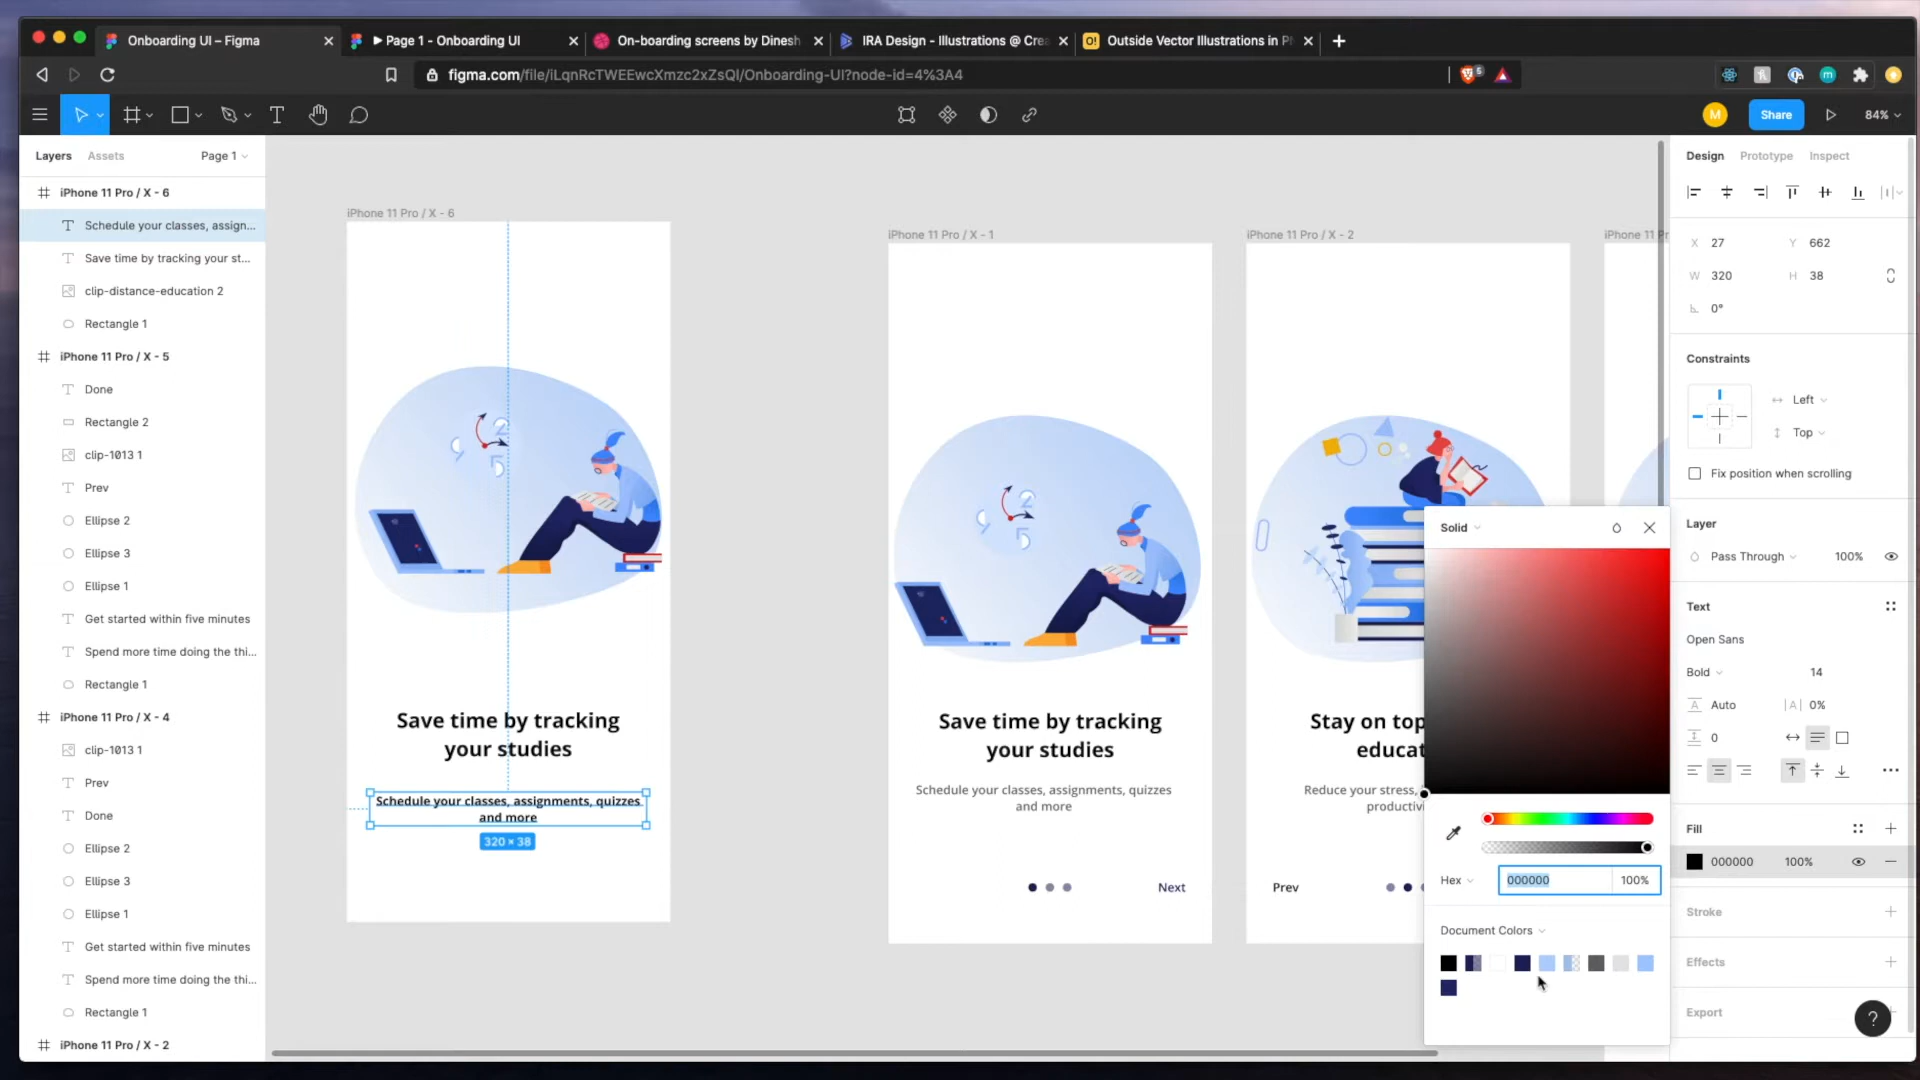 Onboarding UI – Figma
Page 1 - Onboarding UI
On-boarding screens by Dinesh
IRA Design - Illustrations @ Crea
Outside Vector Illustrations in PN
figma.com/file/iLqnRcTWEEwcXmzc2xZsQl/Onboarding-UI?node-id=4%3A4
M
Share
84%
Layers
Assets
Page 1
iPhone 11 Pro / X - 6
Schedule your classes, assign...
Save time by tracking your st...
clip-distance-education 2
Rectangle 1
iPhone 11 Pro / X - 5
Done
Rectangle 2
clip-1013 1
Prev
Ellipse 2
Ellipse 3
Ellipse 1
Get started within five minutes
Spend more time doing the thi...
Rectangle 1
iPhone 11 Pro / X - 4
clip-1013 1
Prev
Done
Ellipse 2
Ellipse 3
Ellipse 1
Get started within five minutes
Spend more time doing the thi...
Rectangle 1
iPhone 11 Pro / X - 2
iPhone 11 Pro / X - 6
Save time by tracking
your studies
Schedule your classes, assignments, quizzes
and more
320 × 38
iPhone 11 Pro / X - 1
Save time by tracking
your studies
Schedule your classes, assignments, quizzes
and more
Next
iPhone 11 Pro / X - 2
Stay on top
educat
Reduce your stress,
productivi
Prev
iPhone 11 Pr
Solid
Hex
000000
100%
Document Colors
Design
Prototype
Inspect
X 27
Y 662
W 320
H 38
0°
Constraints
Left
Top
Fix position when scrolling
Layer
Pass Through
100%
Text
Open Sans
Bold
14
Auto
|A| 0%
0
Fill
000000
100%
Stroke
Effects
Export
?